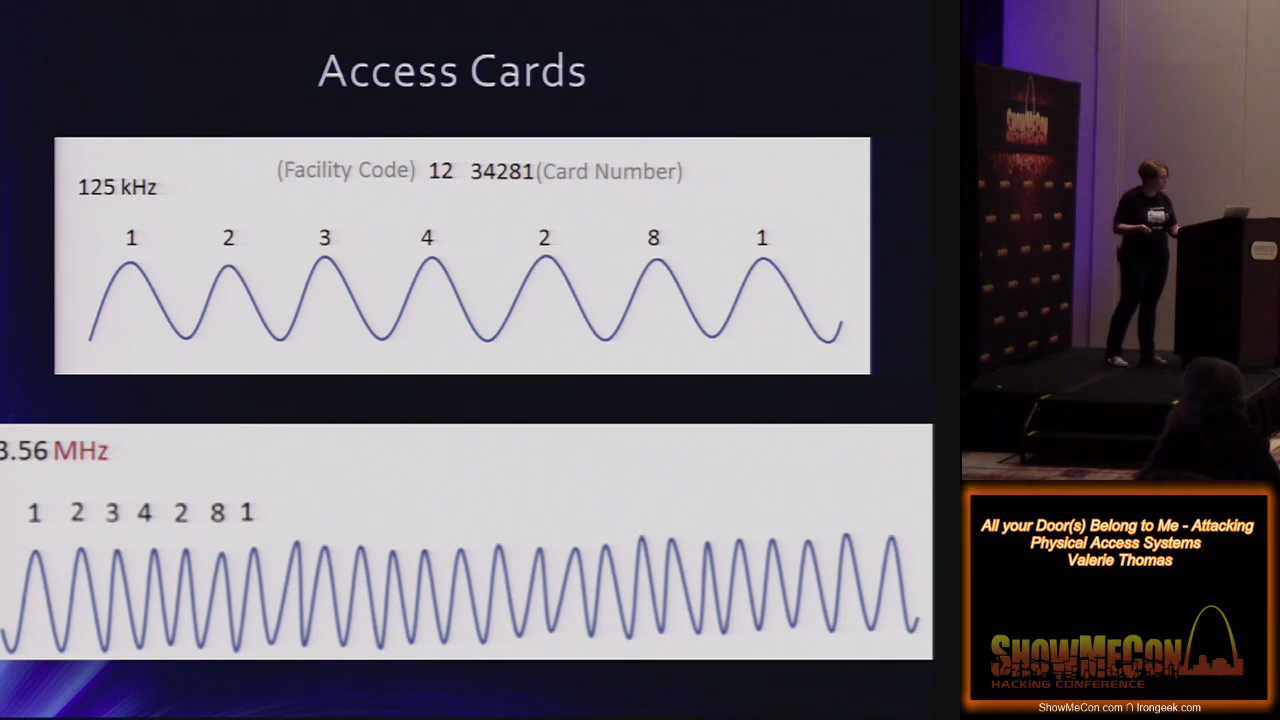 Access Cards
(Facility Code) 12 34281(Card Number)
125 kHz
1 2 3 4 2 8 1
3.56 MHz
1 2 3 4 2 8 1
SHOWMECON
All your Door(s) Belong to Me - Attacking
Physical Access Systems
Valerie Thomas
SHOWMECON
HACKING CONFERENCE
ShowMeCon.com ∩ Irongeek.com